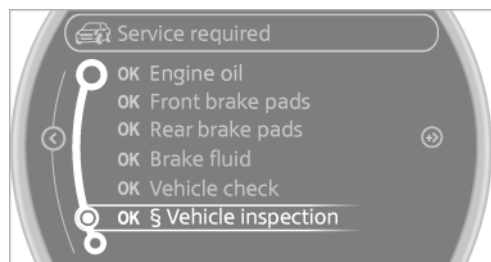 Service required
OK Engine oil
OK Front brake pads
OK Rear brake pads
OK Brake fluid
OK Vehicle check
OK § Vehicle inspection